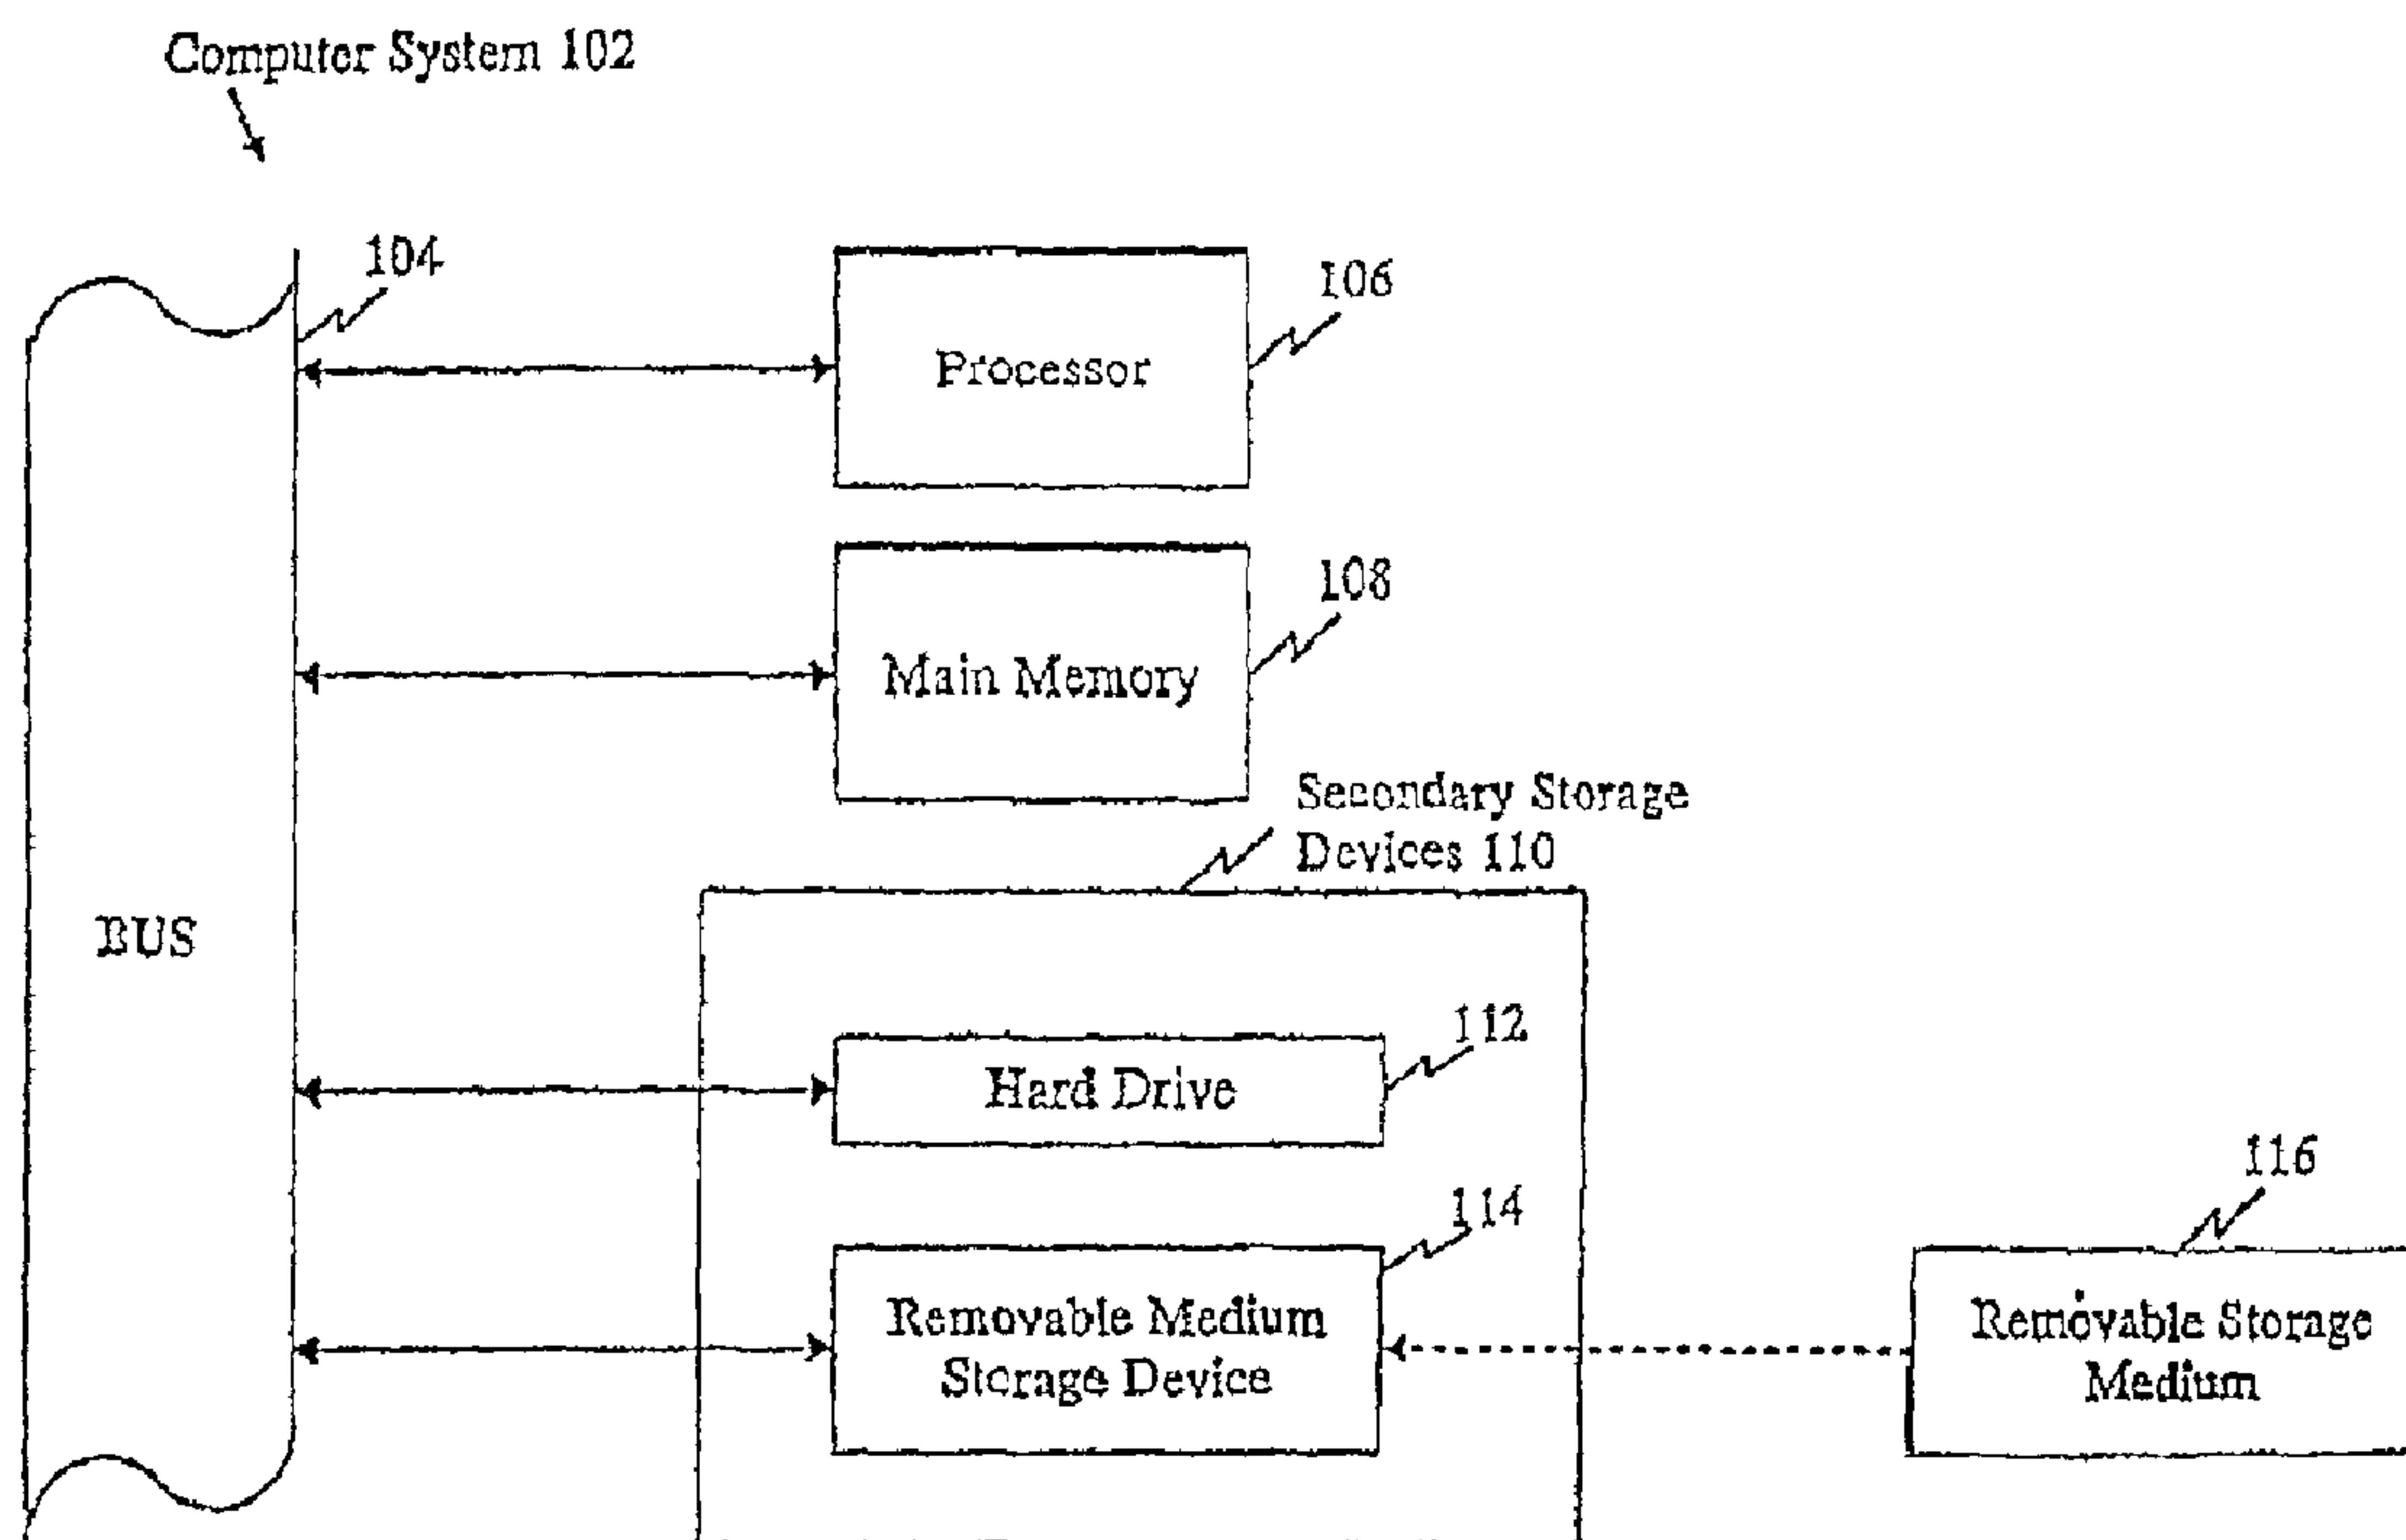 Computer System 102
104
106
Processor
108
Main Memory
Secondary Storage
Devices 110
BUS
112
Hard Drive
116
114
Removable Medium
Storage Device
Removable Storage
Medium